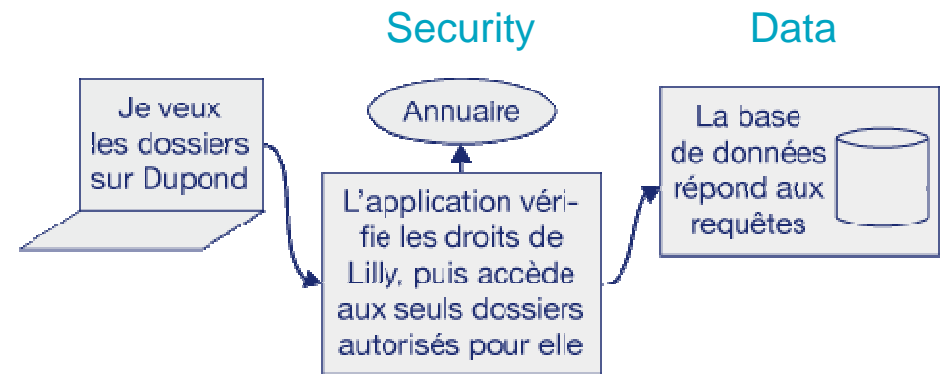 Security
Data
Je veux
les dossiers
sur Dupond
Annuaire
L'application véri-
fie les droits de
Lilly, puis accède
aux seuls dossiers
autorisés pour elle
La base
de données
répond aux
requêtes